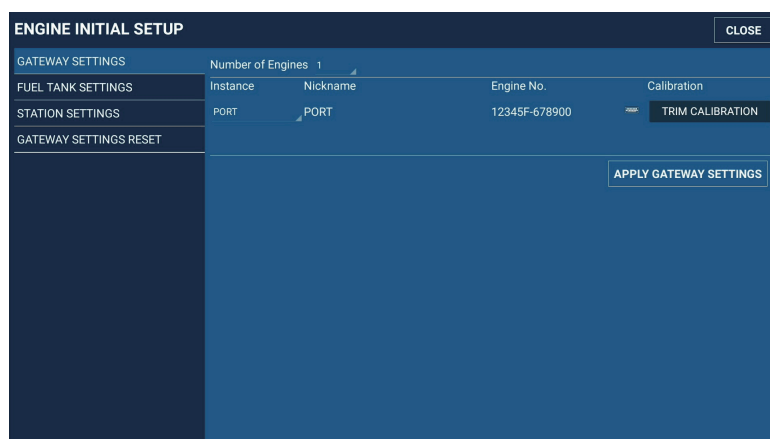 ENGINE INITIAL SETUP
CLOSE
GATEWAY SETTINGS
FUEL TANK SETTINGS
STATION SETTINGS
GATEWAY SETTINGS RESET
Number of Engines 1
Instance Nickname Engine No. Calibration
PORT PORT 12345F-678900 TRIM CALIBRATION
APPLY GATEWAY SETTINGS